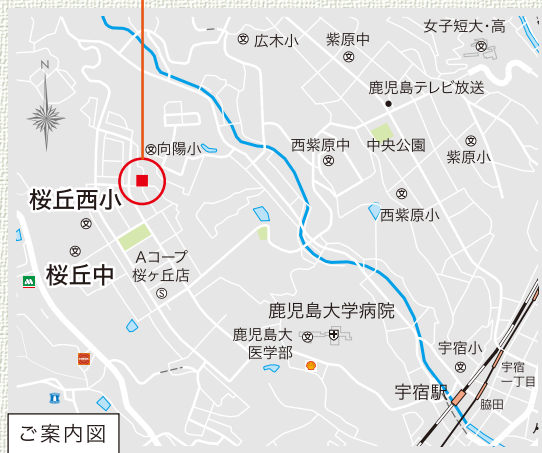 女子短大・高
広木小
紫原中
鹿児島テレビ放送
N
向陽小
西紫原中
中央公園
紫原小
桜丘西小
西紫原小
桜丘中
Aコープ
桜ヶ丘店
S
鹿児島大学病院
鹿児島大
医学部
宇宿小
宇宿
一丁目
宇宿駅
脇田
ご案内図